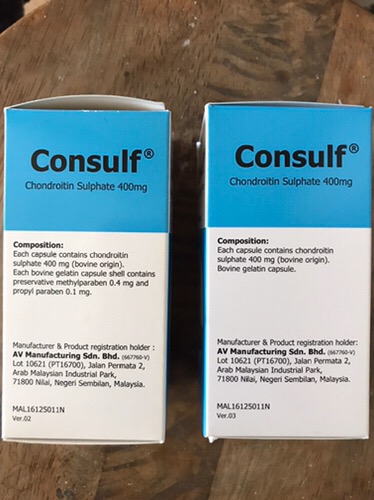 Consulf®
Chondroitin Sulphate 400mg
Composition:
Each capsule contains chondroitin
sulphate 400 mg (bovine origin).
Each bovine gelatin capsule shell contains
preservative methylparaben 0.4 mg and
propyl paraben 0.1 mg.
Manufacturer & Product registration holder :
AV Manufacturing Sdn. Bhd. (667760-V)
Lot 10621 (PT16700), Jalan Permata 2,
Arab Malaysian Industrial Park,
71800 Nilai, Negeri Sembilan, Malaysia.
MAL16125011N
Ver.02
Consulf®
Chondroitin Sulphate 400mg
Composition:
Each capsule contains chondroitin
sulphate 400 mg (bovine origin).
Bovine gelatin capsule.
Manufacturer & Product registration holder:
AV Manufacturing Sdn. Bhd. (667760-V)
Lot 10621 (PT16700), Jalan Permata 2,
Arab Malaysian Industrial Park,
71800 Nilai, Negeri Sembilan, Malaysia.
MAL16125011N
Ver.03